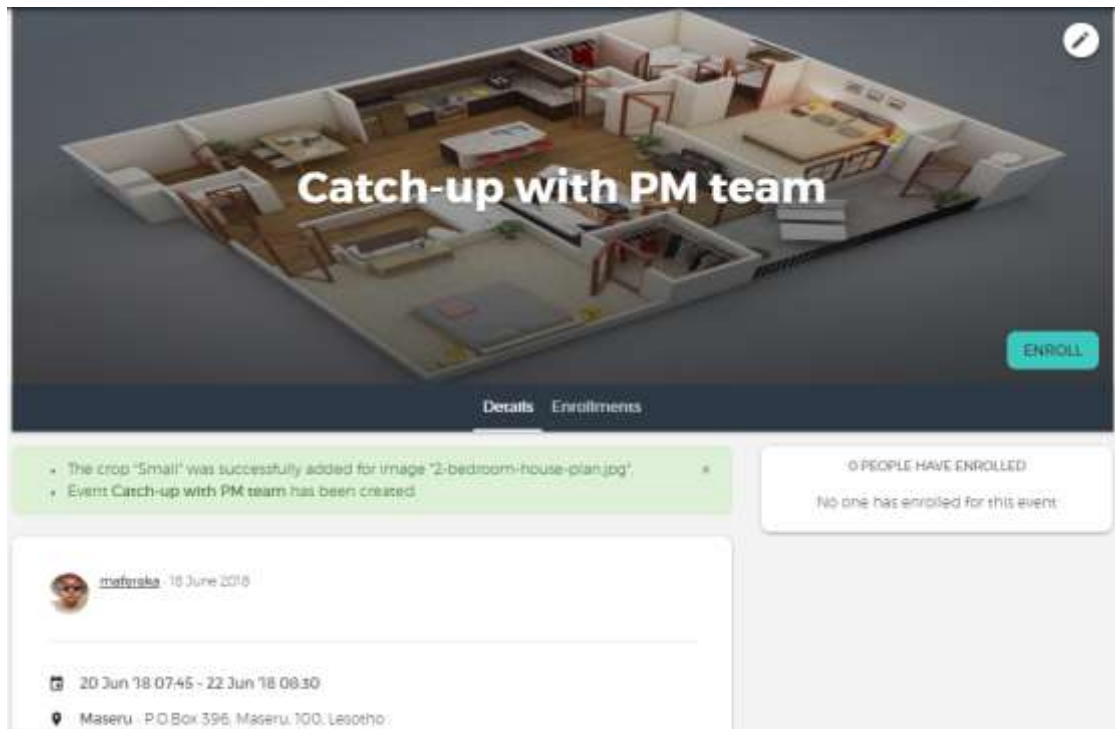 Catch-up with PM team
ENROLL
Details Enrollments
The crop "Small" was successfully added for image "2-bedroom-house-plan.jpg".
Event Catch-up with PM team has been created.
×
0 PEOPLE HAVE ENROLLED
No one has enrolled for this event
18 June 2018
20 Jun '18 07:45 - 22 Jun '18 08:30
Maseru · P.O.Box 396, Maseru, 100, Lesotho